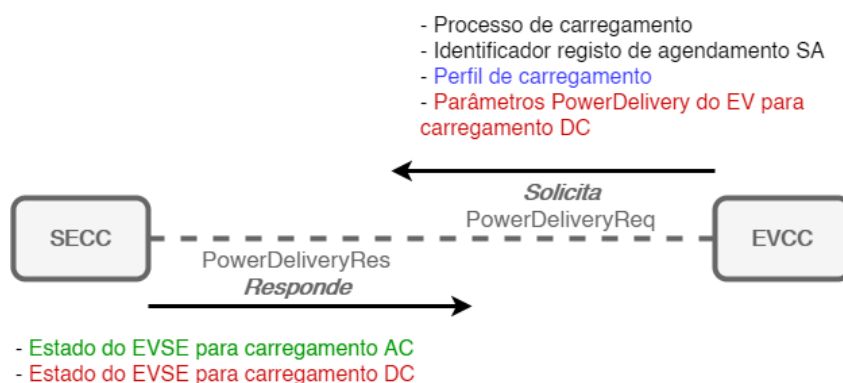 - Processo de carregamento
- Identificador registo de agendamento SA
- Perfil de carregamento
- Parâmetros PowerDelivery do EV para
carregamento DC
Solicita
PowerDeliveryReq
SECC
EVCC
PowerDeliveryRes
Responde
- Estado do EVSE para carregamento AC
- Estado do EVSE para carregamento DC